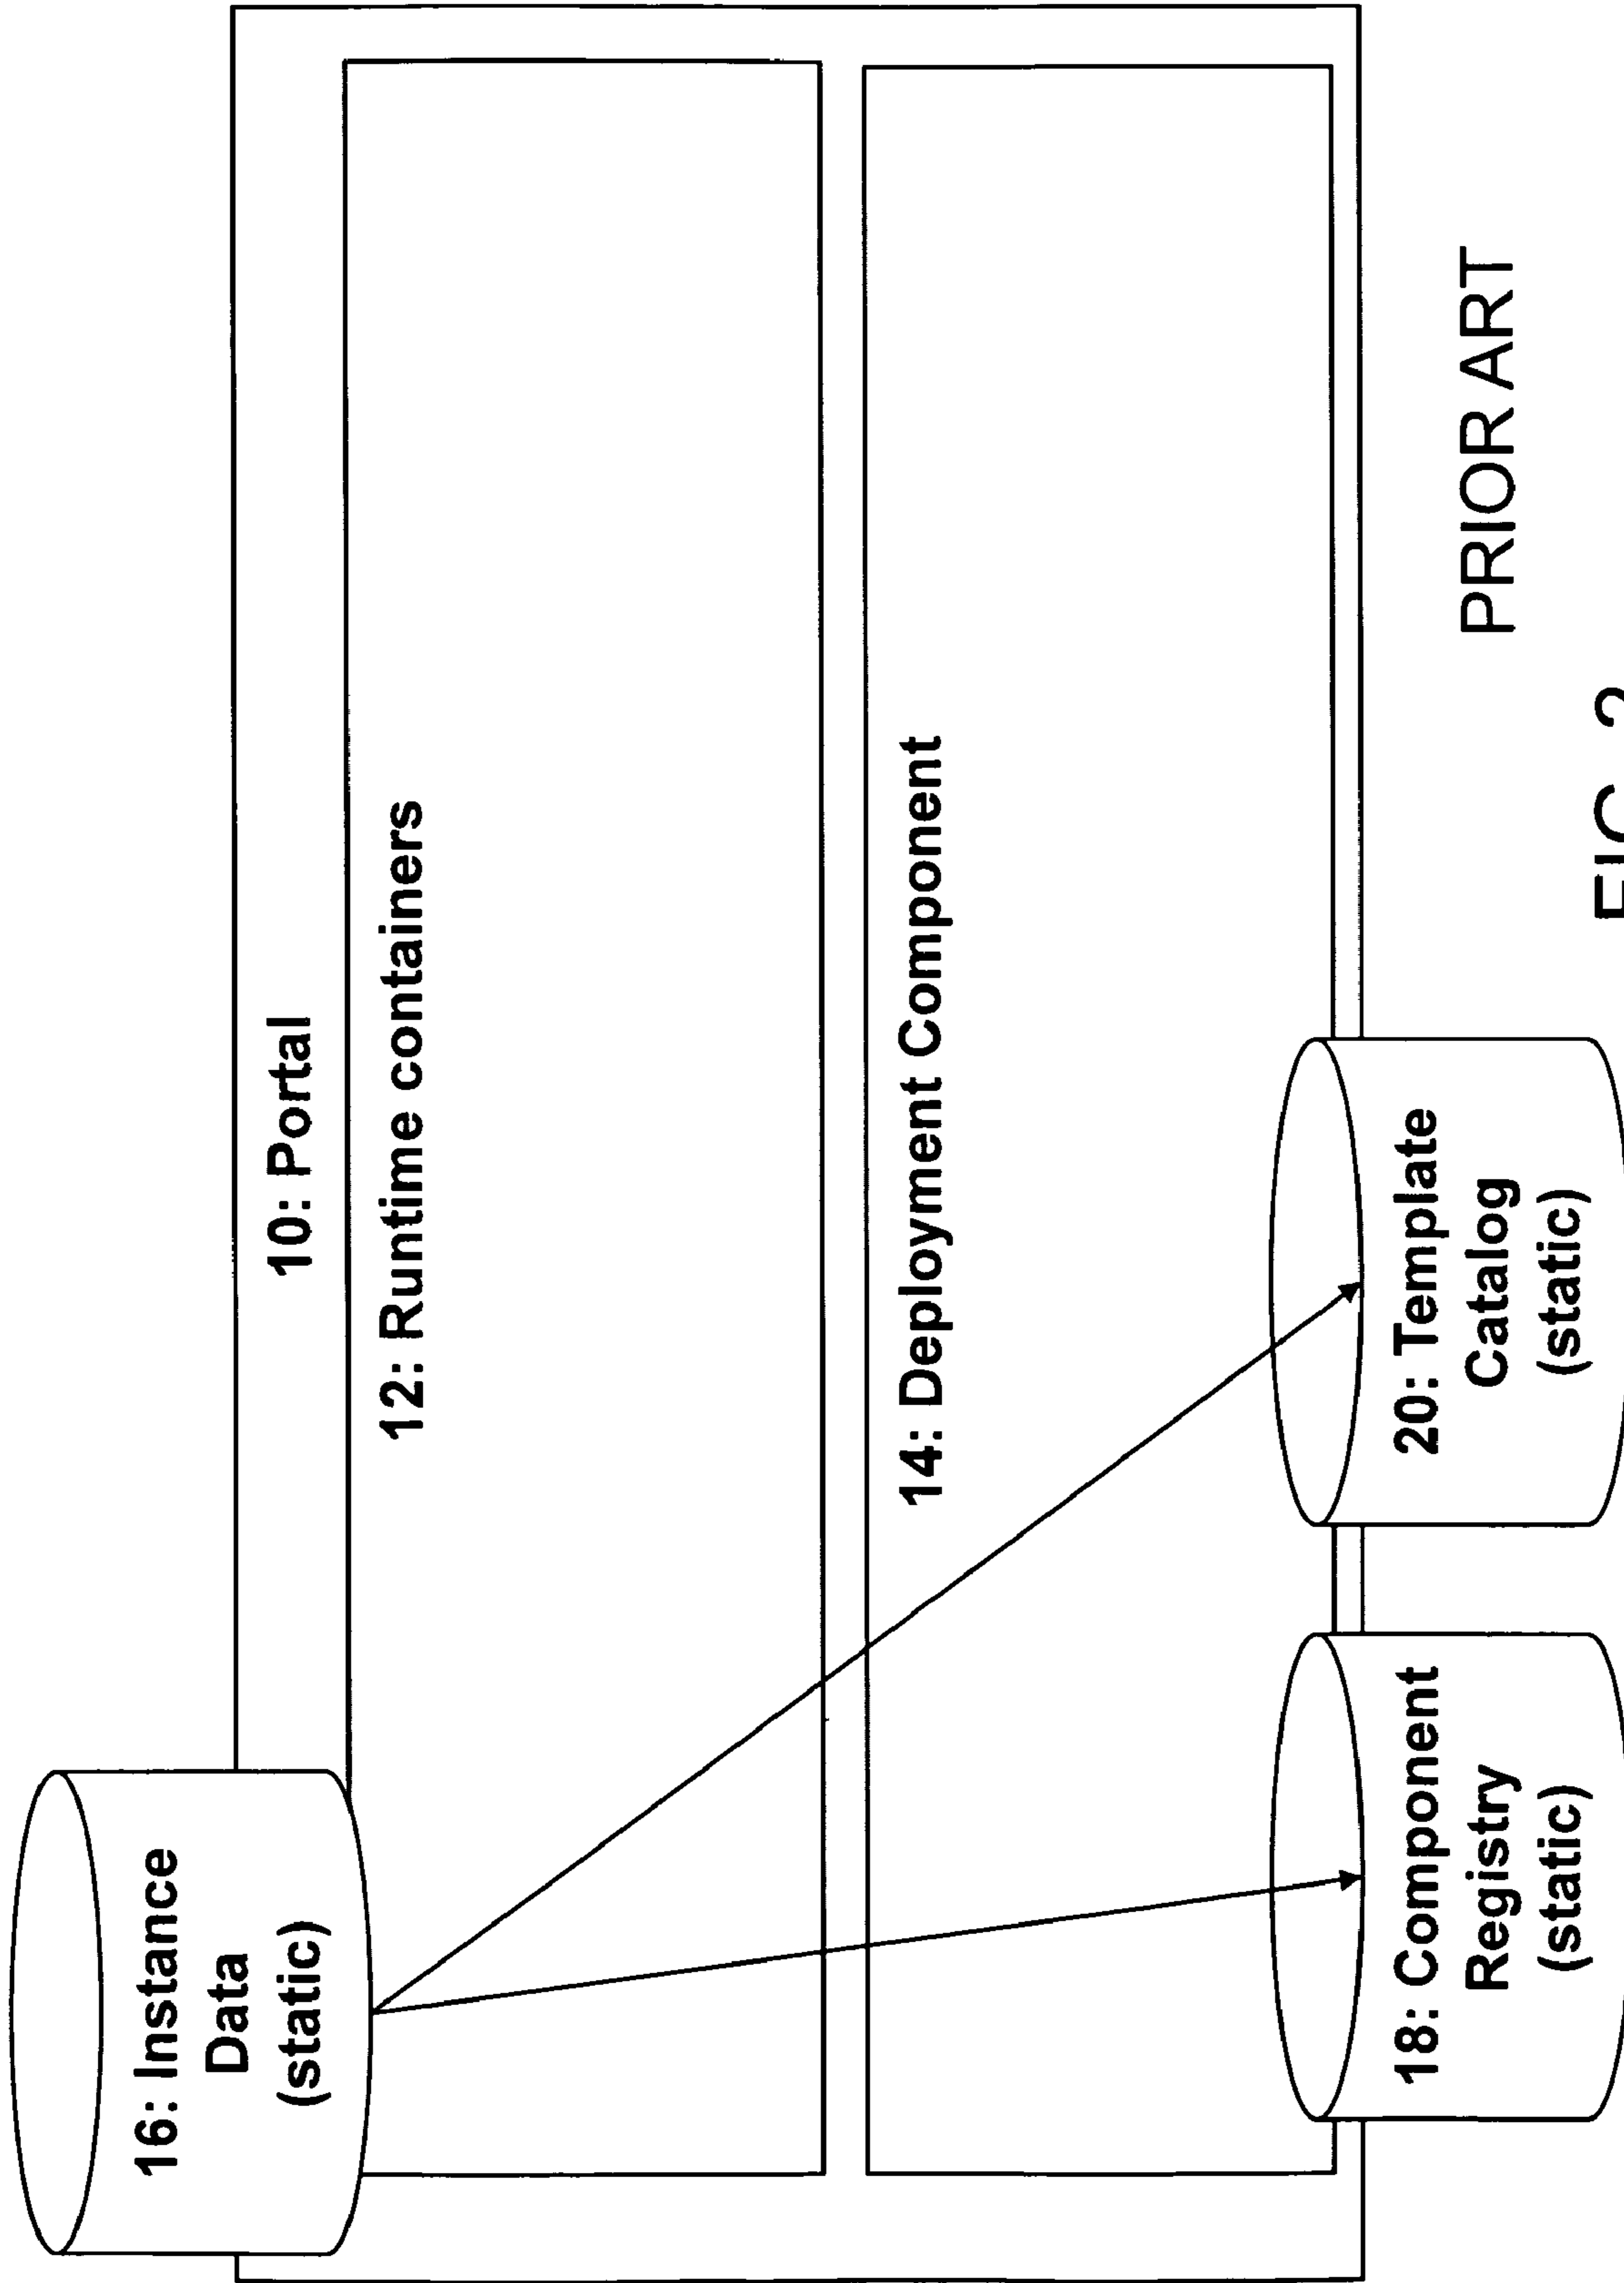 16: Instance
Data
(static)
10: Portal
12: Runtime containers
14: Deployment Component
18: Component
Registry
(static)
20: Template
Catalog
(static)
PRIOR ART